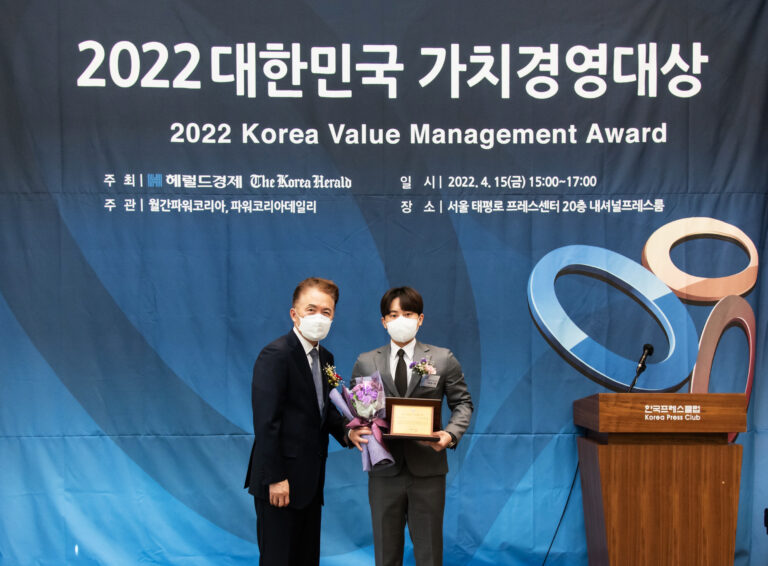 2022 대한민국 가치경영대상
2022 Korea Value Management Award
주 최 | 헤럴드경제 The Korea Herald
주 관 | 월간파워코리아, 파워코리아데일리
일 시 | 2022. 4. 15(금) 15:00~17:00
장 소 | 서울 태평로 프레스센터 20층 내셔널프레스룸
한국프레스클럽
Korea Press Club